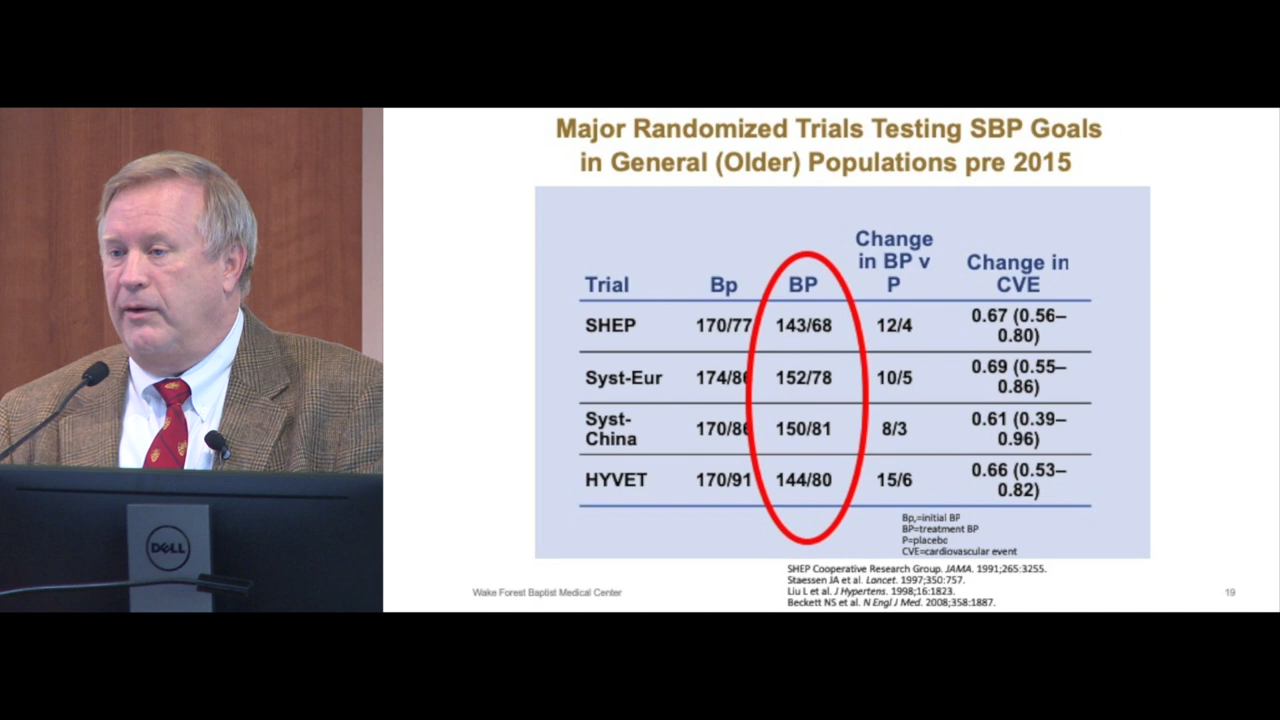 Major Randomized Trials Testing SBP Goals
in General (Older) Populations pre 2015
Change
in BP v
P
Change in
CVE
Trial Bp BP
SHEP 170/77 143/68 12/4 0.67 (0.56–
0.80)
Syst-Eur 174/86 152/78 10/5 0.69 (0.55–
0.86)
Syst-
China 170/86 150/81 8/3 0.61 (0.39–
0.96)
HYVET 170/91 144/80 15/6 0.66 (0.53–
0.82)
Bp,=initial BP
BP=treatment BP
P=placebo
CVE=cardiovascular event
SHEP Cooperative Research Group. JAMA. 1991;265:3255.
Staessen JA et al. Lancet. 1997;350:757.
Liu L et al. J Hypertens. 1998;16:1823.
Beckett NS et al. N Engl J Med. 2008;358:1887.
Wake Forest Baptist Medical Center
19
DELL